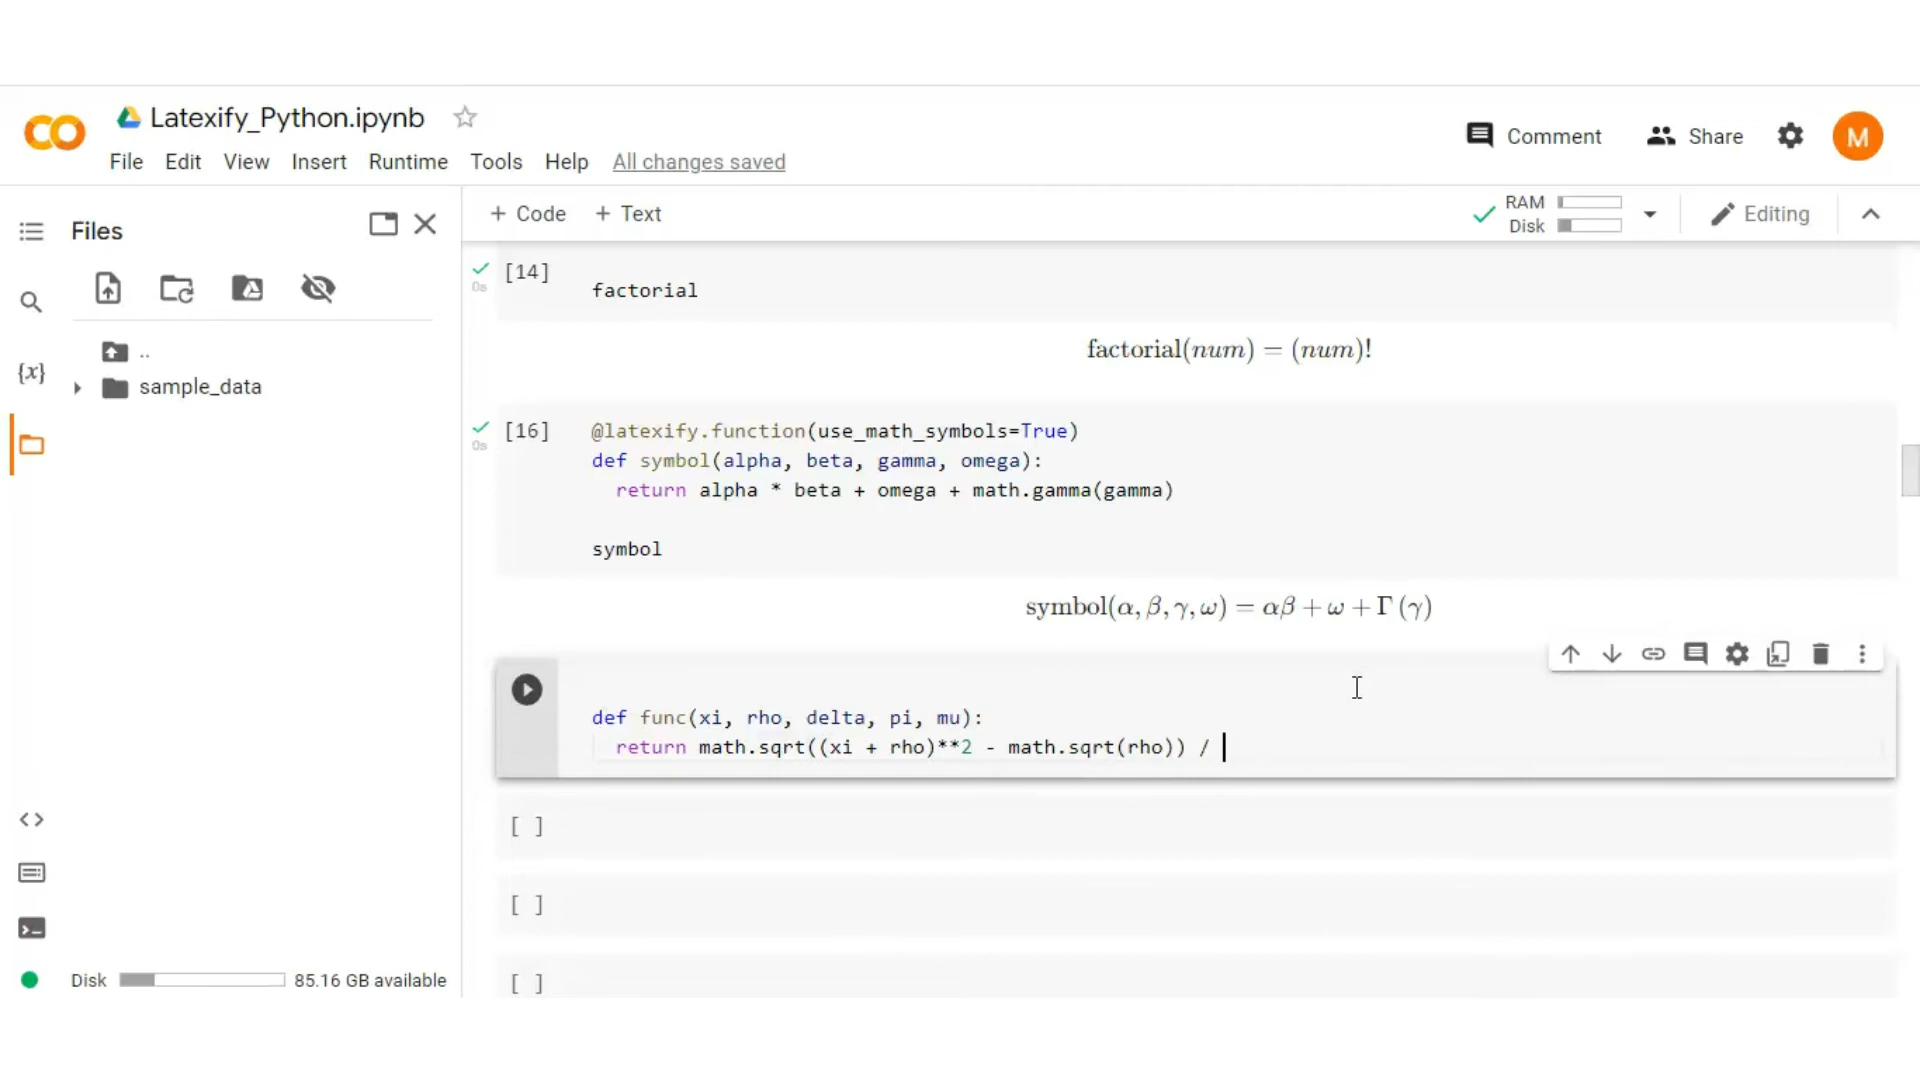 Latexify_Python.ipynb
File Edit View Insert Runtime Tools Help All changes saved
Comment Share M
Files
+ Code + Text
RAM
Disk
Editing
..
sample_data
{x}
[14]
0s
factorial
factorial(num) = (num)!
[16]
0s
@latexify.function(use_math_symbols=True)
def symbol(alpha, beta, gamma, omega):
return alpha * beta + omega + math.gamma(gamma)
symbol
symbol(α, β, γ, ω) = αβ + ω + Γ (γ)
def func(xi, rho, delta, pi, mu):
return math.sqrt((xi + rho)**2 - math.sqrt(rho)) /
[ ]
[ ]
[ ]
Disk 85.16 GB available